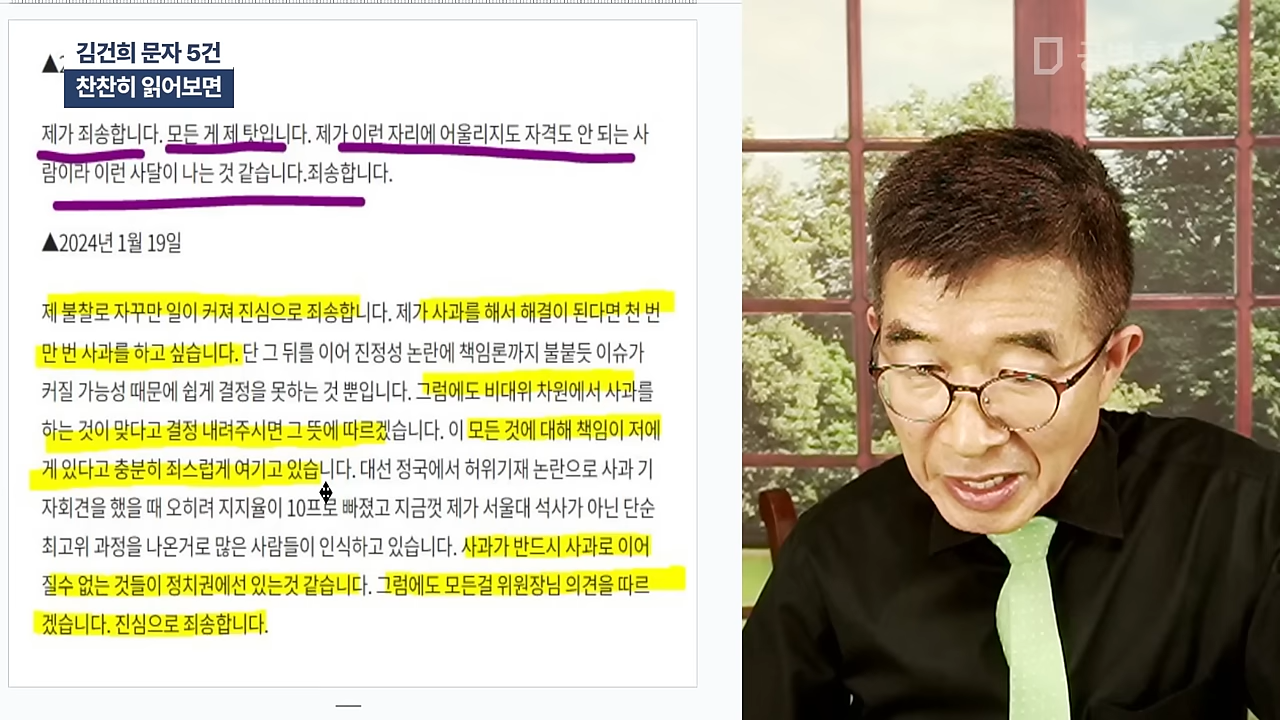 김건희 문자 5건
찬찬히 읽어보면
제가 죄송합니다. 모든 게 제 탓입니다. 제가 이런 자리에 어울리지도 자격도 안 되는 사
람이라 이런 사달이 나는 것 같습니다.죄송합니다.
▲2024년 1월 19일
제 불찰로 자꾸만 일이 커져 진심으로 죄송합니다. 제가 사과를 해서 해결이 된다면 천 번
만 번 사과를 하고 싶습니다. 단 그 뒤를 이어 진정성 논란에 책임론까지 불붙듯 이슈가
커질 가능성 때문에 쉽게 결정을 못하는 것 뿐입니다. 그럼에도 비대위 차원에서 사과를
하는 것이 맞다고 결정 내려주시면 그 뜻에 따르겠습니다. 이 모든 것에 대해 책임이 저에
게 있다고 충분히 죄스럽게 여기고 있습니다. 대선 정국에서 허위기재 논란으로 사과 기
자회견을 했을 때 오히려 지지율이 10프로 빠졌고 지금껏 제가 서울대 석사가 아닌 단순
최고위 과정을 나온거로 많은 사람들이 인식하고 있습니다. 사과가 반드시 사과로 이어
질수 없는 것들이 정치권에선 있는것 같습니다. 그럼에도 모든걸 위원장님 의견을 따르
겠습니다. 진심으로 죄송합니다.